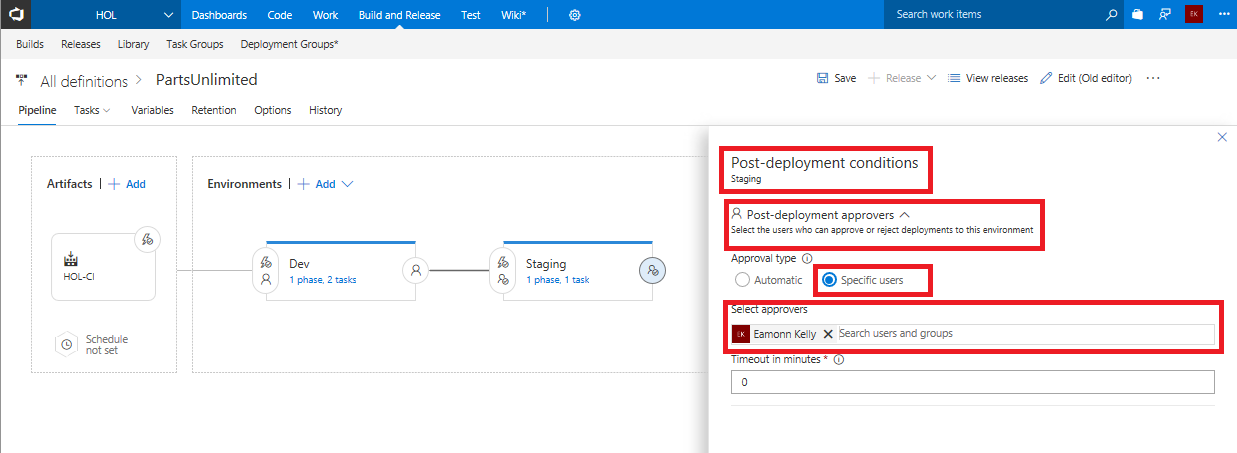 HOL Dashboards Code Work Build and Release Test Wiki* Search work items EK
Builds Releases Library Task Groups Deployment Groups*
All definitions > PartsUnlimited Save Release View releases Edit (Old editor)
Pipeline Tasks Variables Retention Options History
Post-deployment conditions
Staging
Artifacts | + Add Environments | + Add
Post-deployment approvers
Select the users who can approve or reject deployments to this environment
Approval type
Automatic Specific users
HOL-CI
Dev
1 phase, 2 tasks
Staging
1 phase, 1 task
Select approvers
EK Eamonn Kelly Search users and groups
Schedule
not set
Timeout in minutes *
0